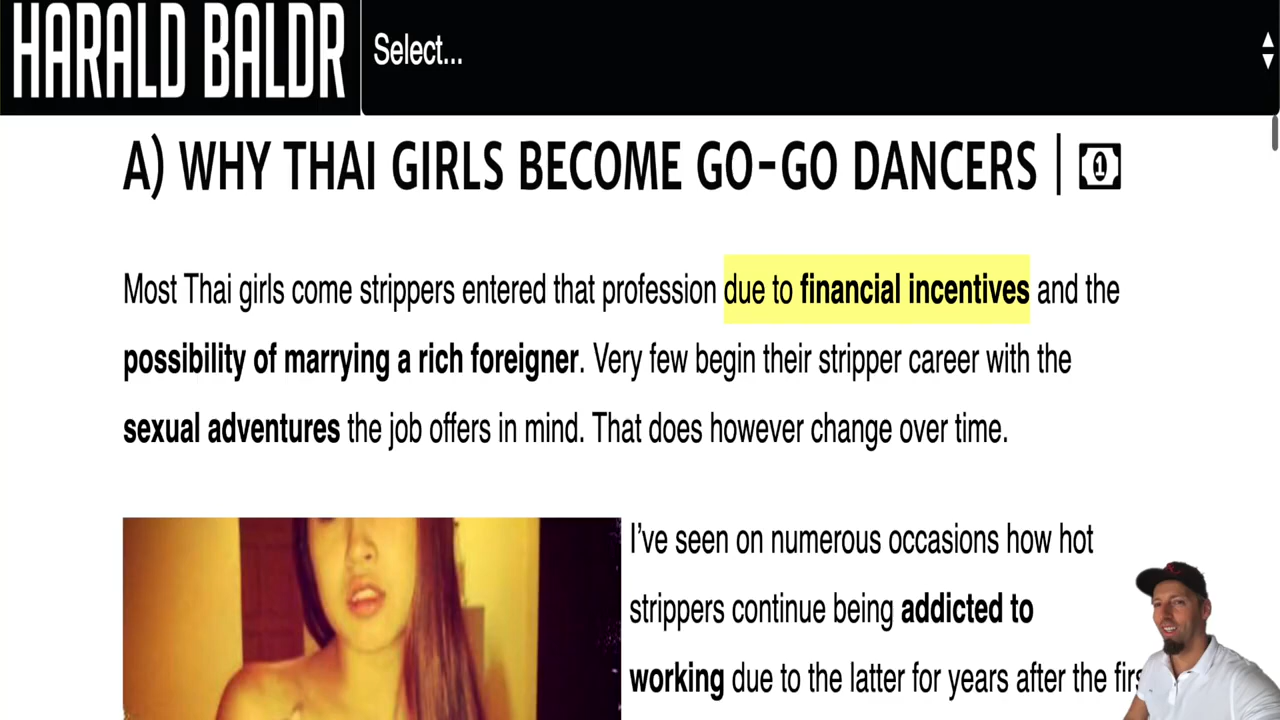 HARALD BALDR
Select...
A) WHY THAI GIRLS BECOME GO-GO DANCERS | 1
Most Thai girls come strippers entered that profession due to financial incentives and the
possibility of marrying a rich foreigner. Very few begin their stripper career with the
sexual adventures the job offers in mind. That does however change over time.
I've seen on numerous occasions how hot
strippers continue being addicted to
working due to the latter for years after the